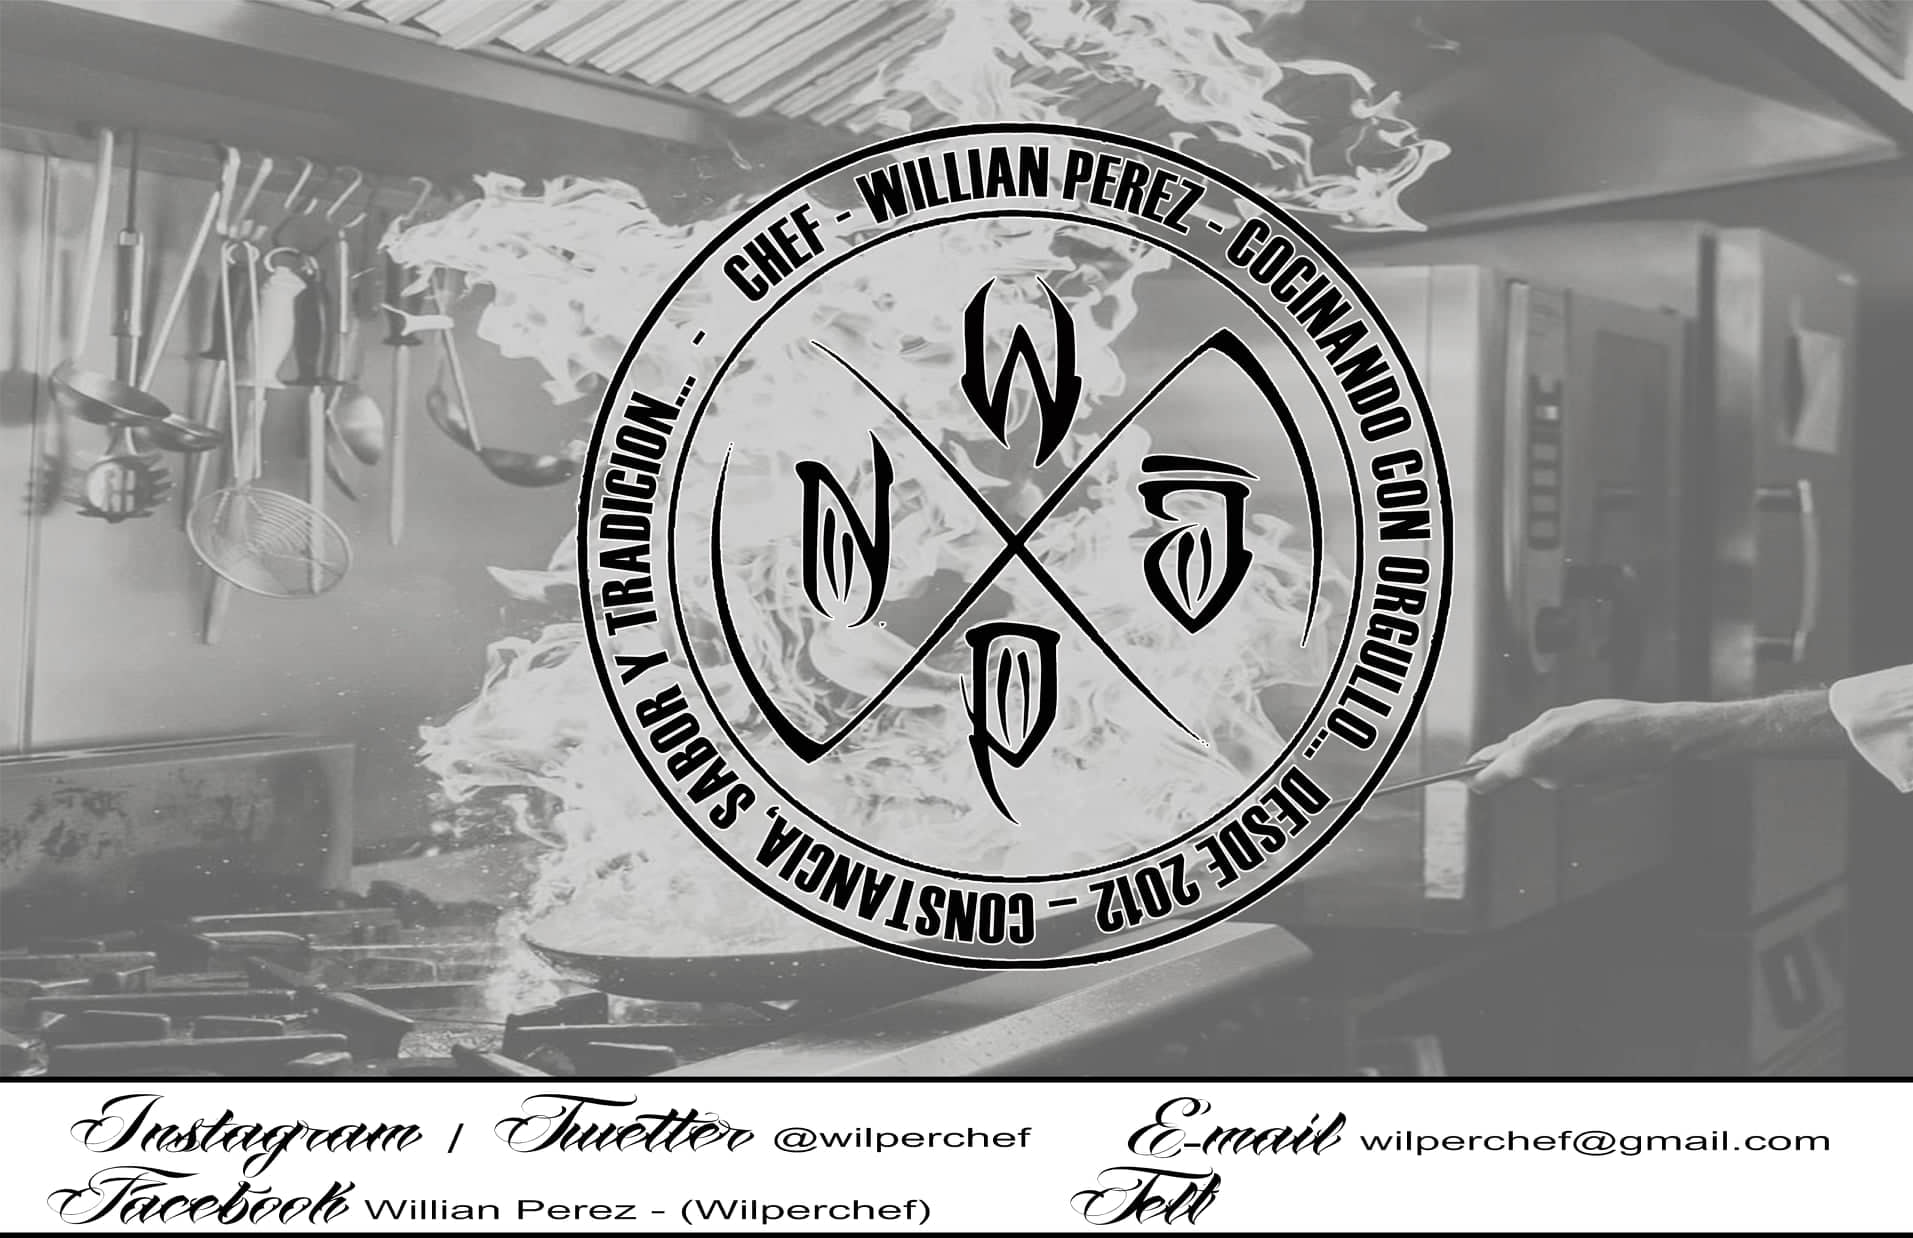 CHEF - WILLIAN PEREZ - COCINANDO CON ORGULLO... DESDE 2012 – CONSTANCIA, SABOR Y TRADICION... -
W
N
J
P
Instagram / Twetter @wilperchef
Facebook Willian Perez - (Wilperchef)
E-mail wilperchef@gmail.com
Telf